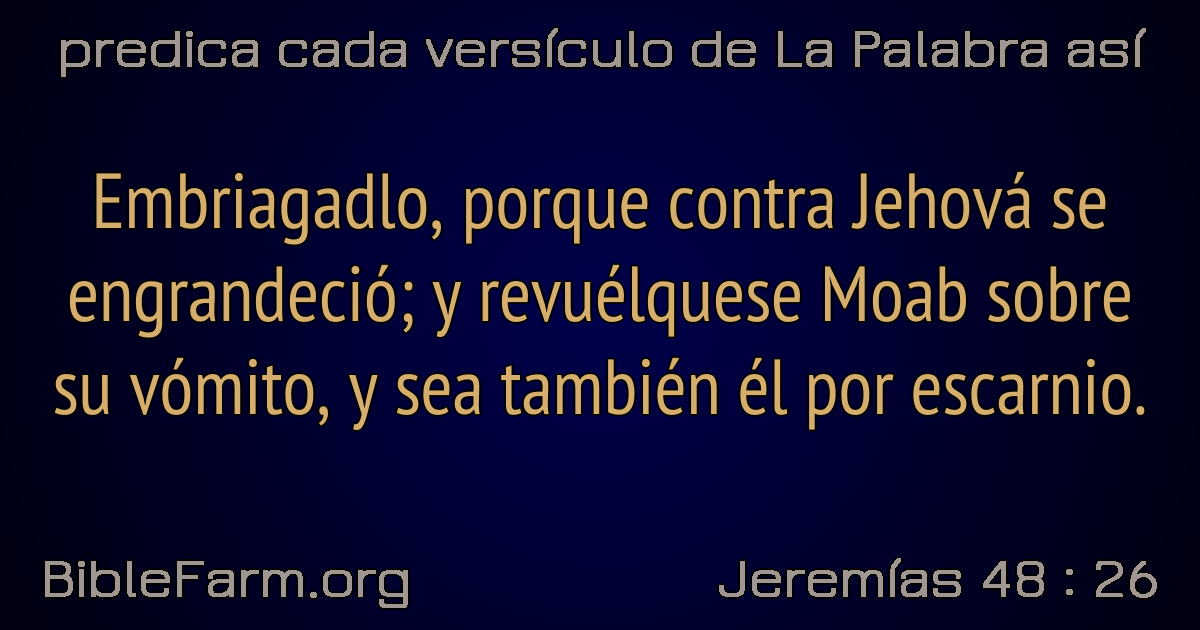 predica cada versículo de La Palabra así
Embriagadlo, porque contra Jehová se
engrandeció; y revuélquese Moab sobre
su vómito, y sea también él por escarnio.
BibleFarm.org
Jeremías 48 : 26